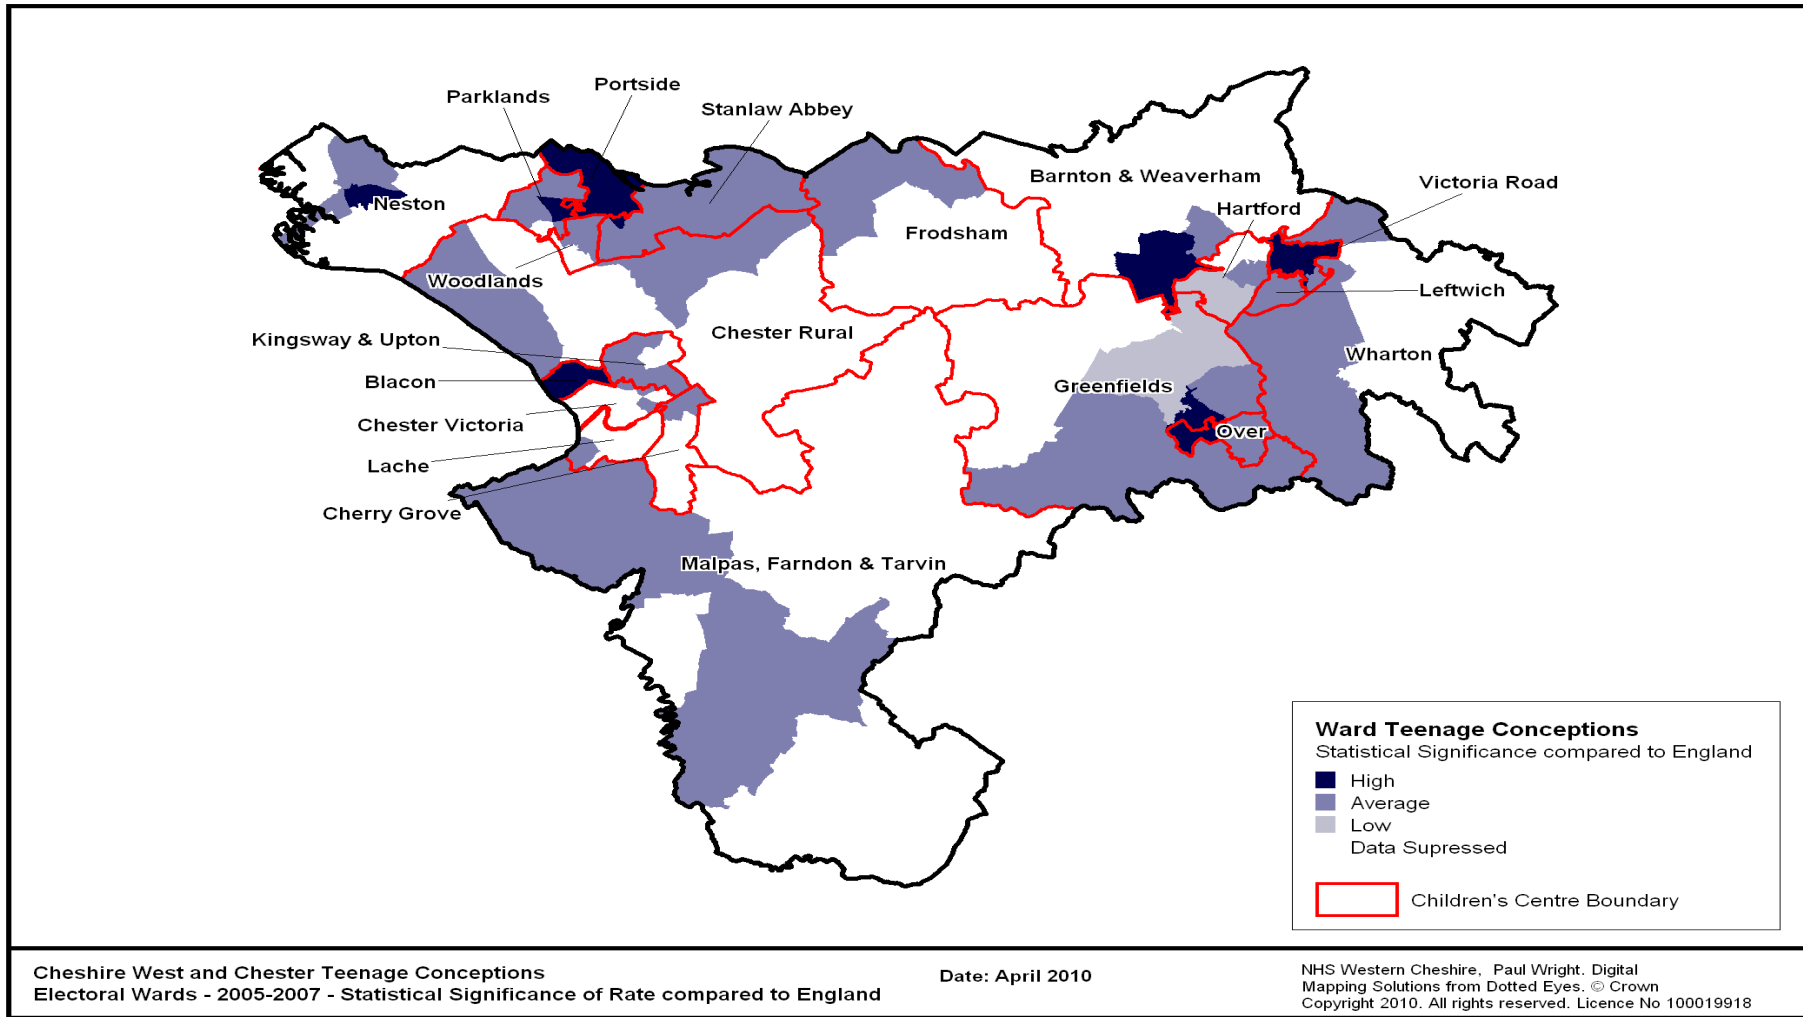 Portside
Parklands
Stanlaw Abbey
Barnton & Weaverham
Victoria Road
Neston
Hartford
Frodsham
Woodlands
Leftwich
Chester Rural
Kingsway & Upton
Wharton
Blacon
Greenfields
Chester Victoria
Over
Lache
Cherry Grove
Malpas, Farndon & Tarvin
Ward Teenage Conceptions
Statistical Significance compared to England
High
Average
Low
Data Supressed
Children's Centre Boundary
Cheshire West and Chester Teenage Conceptions
Electoral Wards - 2005-2007 - Statistical Significance of Rate compared to England
Date: April 2010
NHS Western Cheshire, Paul Wright. Digital
Mapping Solutions from Dotted Eyes. © Crown
Copyright 2010. All rights reserved. Licence No 100019918